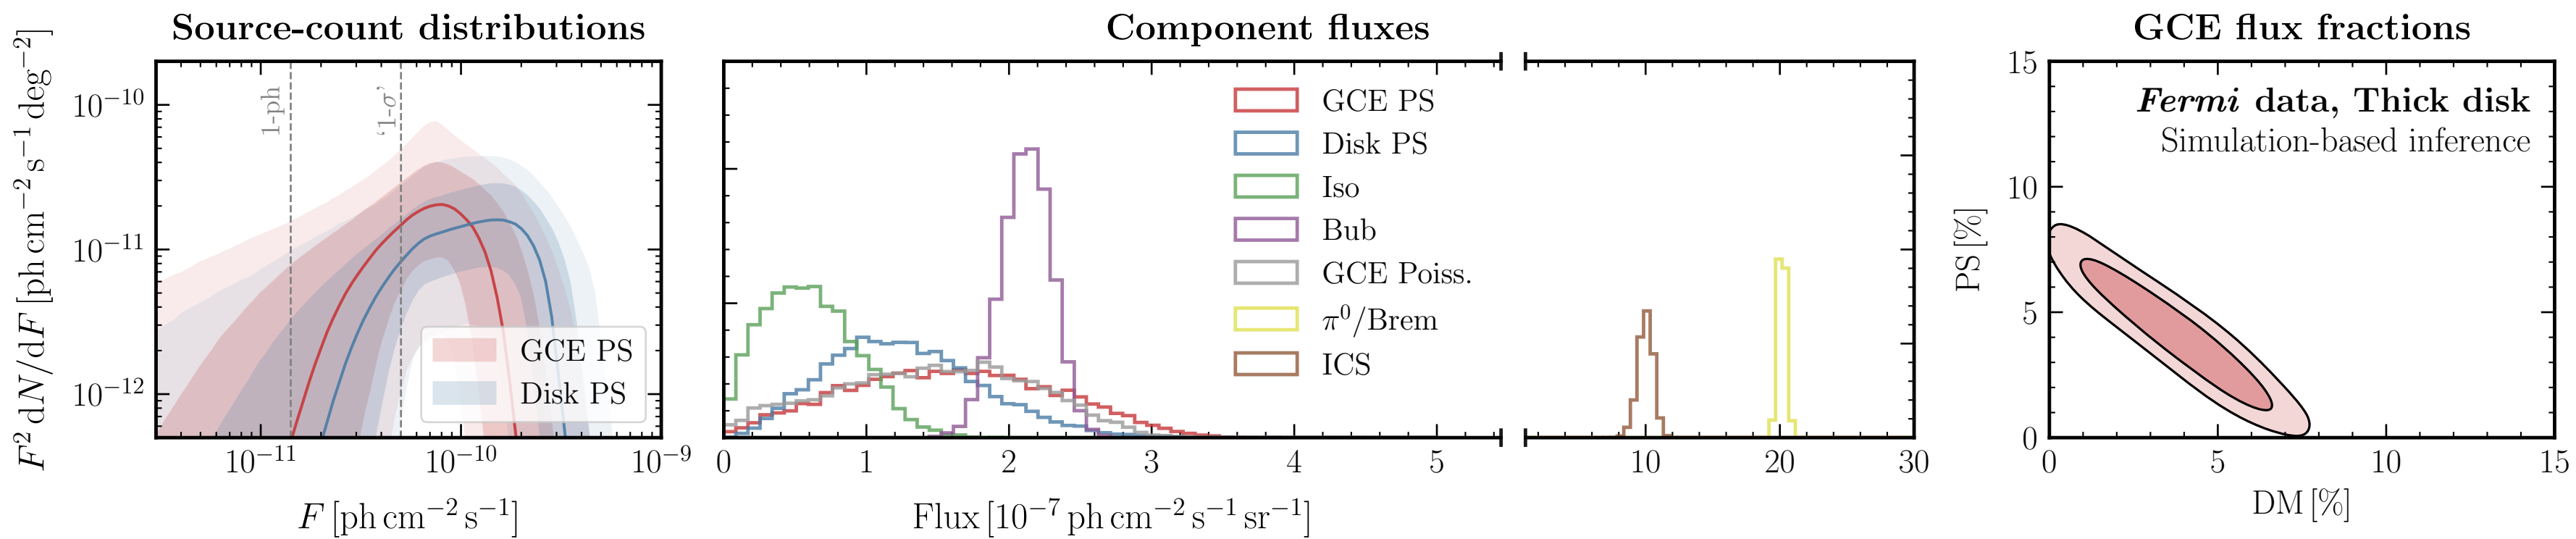 Source-count distributions
F² dN/dF [ph cm⁻² s⁻¹ deg⁻²]
10⁻¹⁰
10⁻¹¹
10⁻¹²
1-ph
‘1-σ’
GCE PS
Disk PS
10⁻¹¹ 10⁻¹⁰ 10⁻⁹
F [ph cm⁻² s⁻¹]
Component fluxes
GCE PS
Disk PS
Iso
Bub
GCE Poiss.
π⁰/Brem
ICS
0 1 2 3 4 5 10 20 30
Flux [10⁻⁷ ph cm⁻² s⁻¹ sr⁻¹]
GCE flux fractions
Fermi data, Thick disk
Simulation-based inference
PS [%]
15
10
5
0
0 5 10 15
DM [%]